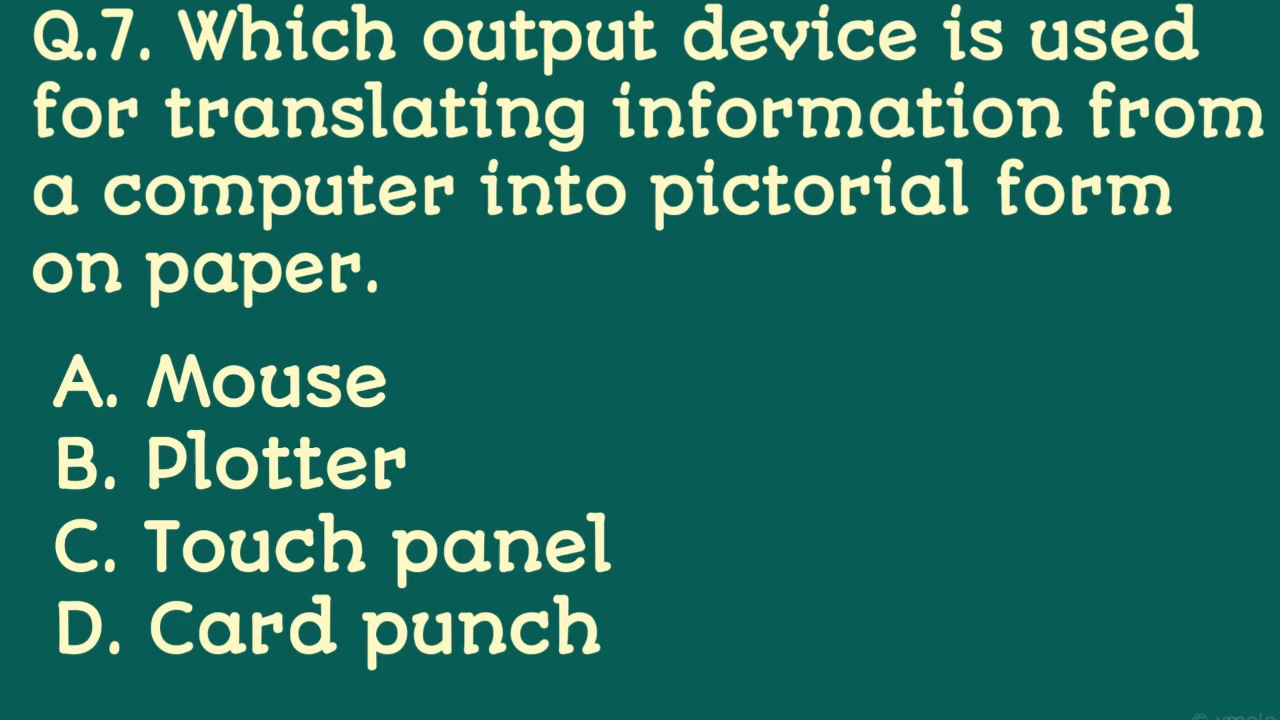 Q.7. Which output device is used
for translating information from
a computer into pictorial form
on paper.
A. Mouse
B. Plotter
C. Touch panel
D. Card punch